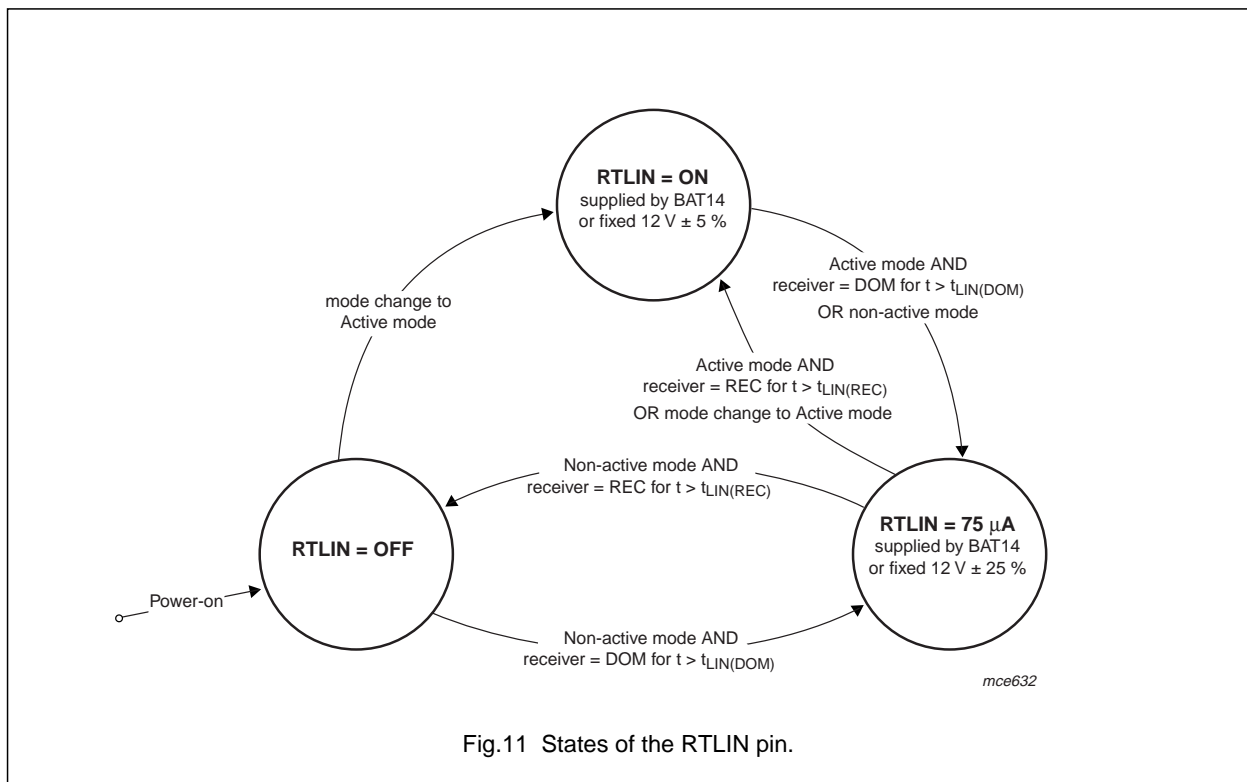 RTLIN = ON
supplied by BAT14
or fixed 12 V ± 5 %
mode change to
Active mode
Active mode AND
receiver = DOM for t > tLIN(DOM)
OR non-active mode
Active mode AND
receiver = REC for t > tLIN(REC)
OR mode change to Active mode
Non-active mode AND
receiver = REC for t > tLIN(REC)
RTLIN = OFF
RTLIN = 75 μA
supplied by BAT14
or fixed 12 V ± 25 %
Power-on
Non-active mode AND
receiver = DOM for t > tLIN(DOM)
mce632
Fig.11 States of the RTLIN pin.